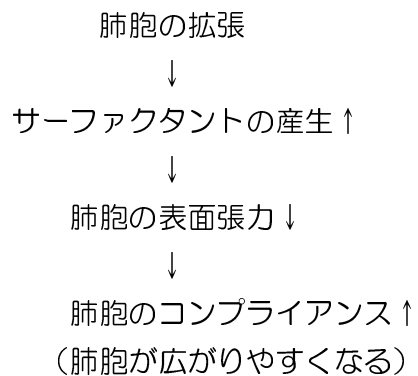 肺胞の拡張
↓
サーファクタントの産生↑
↓
肺胞の表面張力↓
↓
肺胞のコンプライアンス↑
（肺胞が広がりやすくなる）